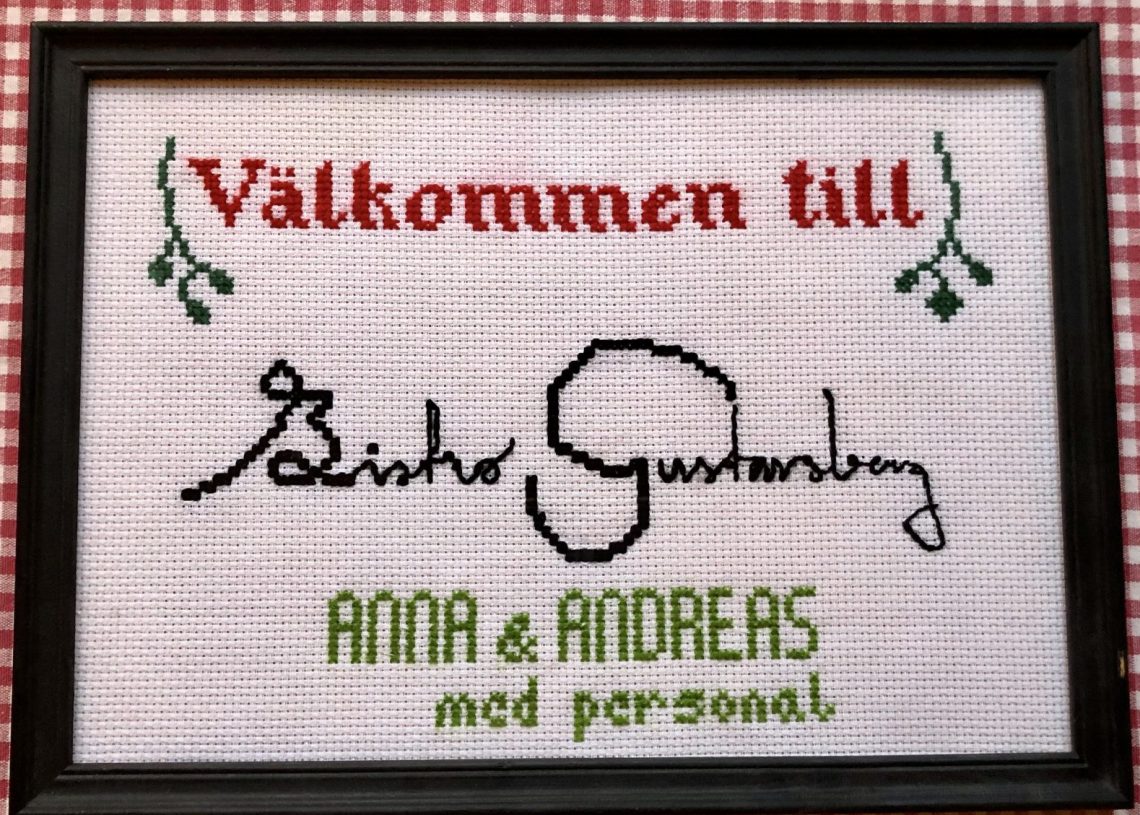 Välkommen till
Bistro Gustavsberg
ANNA & ANDREAS
med personal